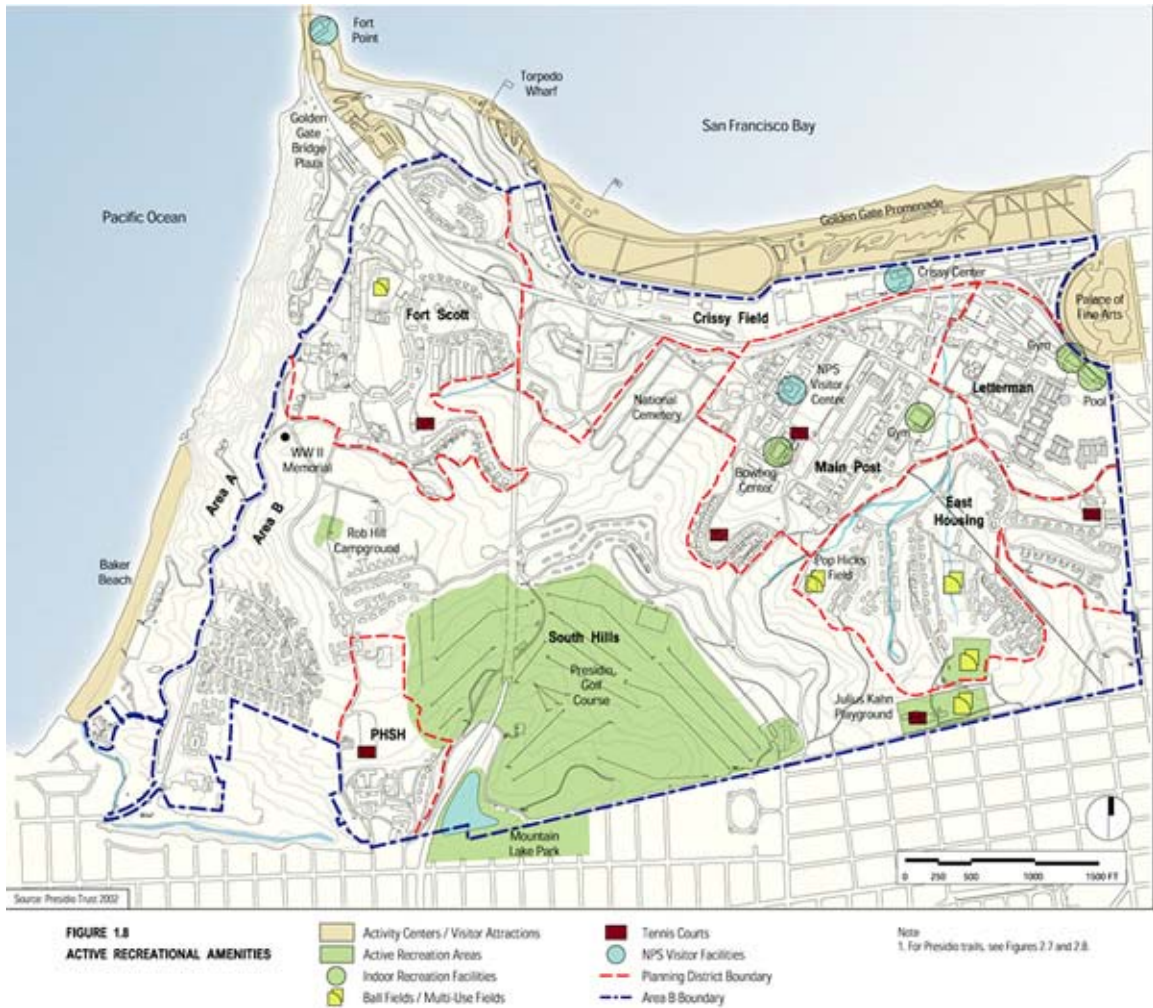 Fort
Point
Torpedo
Wharf
San Francisco Bay
Golden
Gate
Bridge
Plaza
Pacific Ocean
Golden Gate Promenade
Crissy Center
Palace of
Fine Arts
Fort Scott
Crissy Field
Gym
NPS
Visitor
Center
Letterman
Pool
National
Cemetery
Gym
WW II
Memorial
Bowling
Center
Main Post
Area A
Area B
East
Housing
Rob Hill
Campground
Pop Hicks
Field
Baker
Beach
South Hills
Presidio
Golf
Course
Julius Kahn
Playground
PHSH
Mountain
Lake Park
0 250 500 1000 1500 FT
Source: Presidio Trust 2002
FIGURE 1.8
ACTIVE RECREATIONAL AMENITIES
Activity Centers / Visitor Attractions
Active Recreation Areas
Indoor Recreation Facilities
Ball Fields / Multi-Use Fields
Tennis Courts
NPS Visitor Facilities
Planning District Boundary
Area B Boundary
Note
1. For Presidio trails, see Figures 2.7 and 2.8.